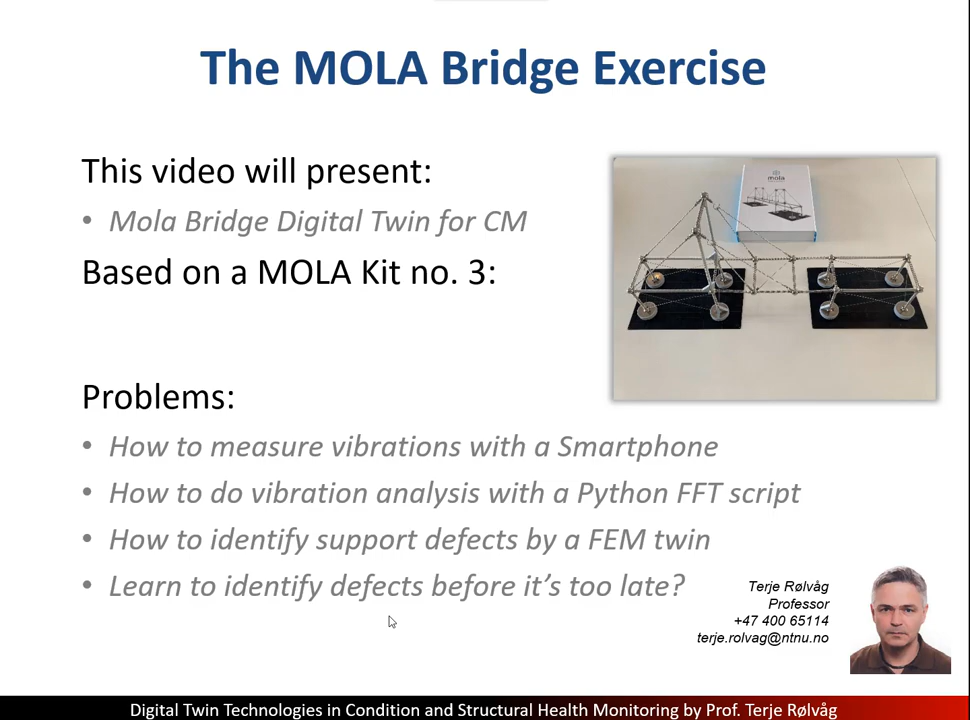 The MOLA Bridge Exercise
This video will present:
• Mola Bridge Digital Twin for CM
Based on a MOLA Kit no. 3:
mola
Problems:
• How to measure vibrations with a Smartphone
• How to do vibration analysis with a Python FFT script
• How to identify support defects by a FEM twin
• Learn to identify defects before it’s too late?
Terje Rølvåg
Professor
+47 400 65114
terje.rolvag@ntnu.no
Digital Twin Technologies in Condition and Structural Health Monitoring by Prof. Terje Rølvåg